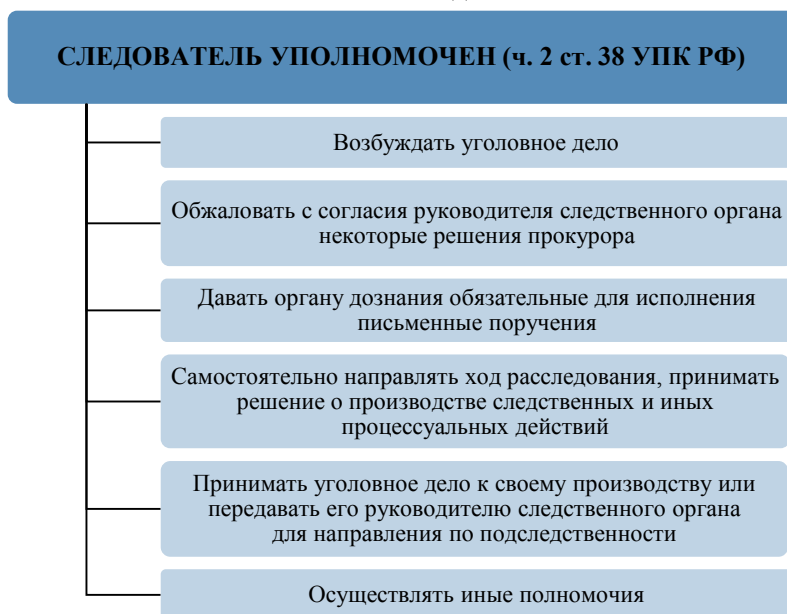 СЛЕДОВАТЕЛЬ УПОЛНОМОЧЕН (ч. 2 ст. 38 УПК РФ)
Возбуждать уголовное дело
Обжаловать с согласия руководителя следственного органа
некоторые решения прокурора
Давать органу дознания обязательные для исполнения
письменные поручения
Самостоятельно направлять ход расследования, принимать
решение о производстве следственных и иных
процессуальных действий
Принимать уголовное дело к своему производству или
передавать его руководителю следственного органа
для направления по подследственности
Осуществлять иные полномочия